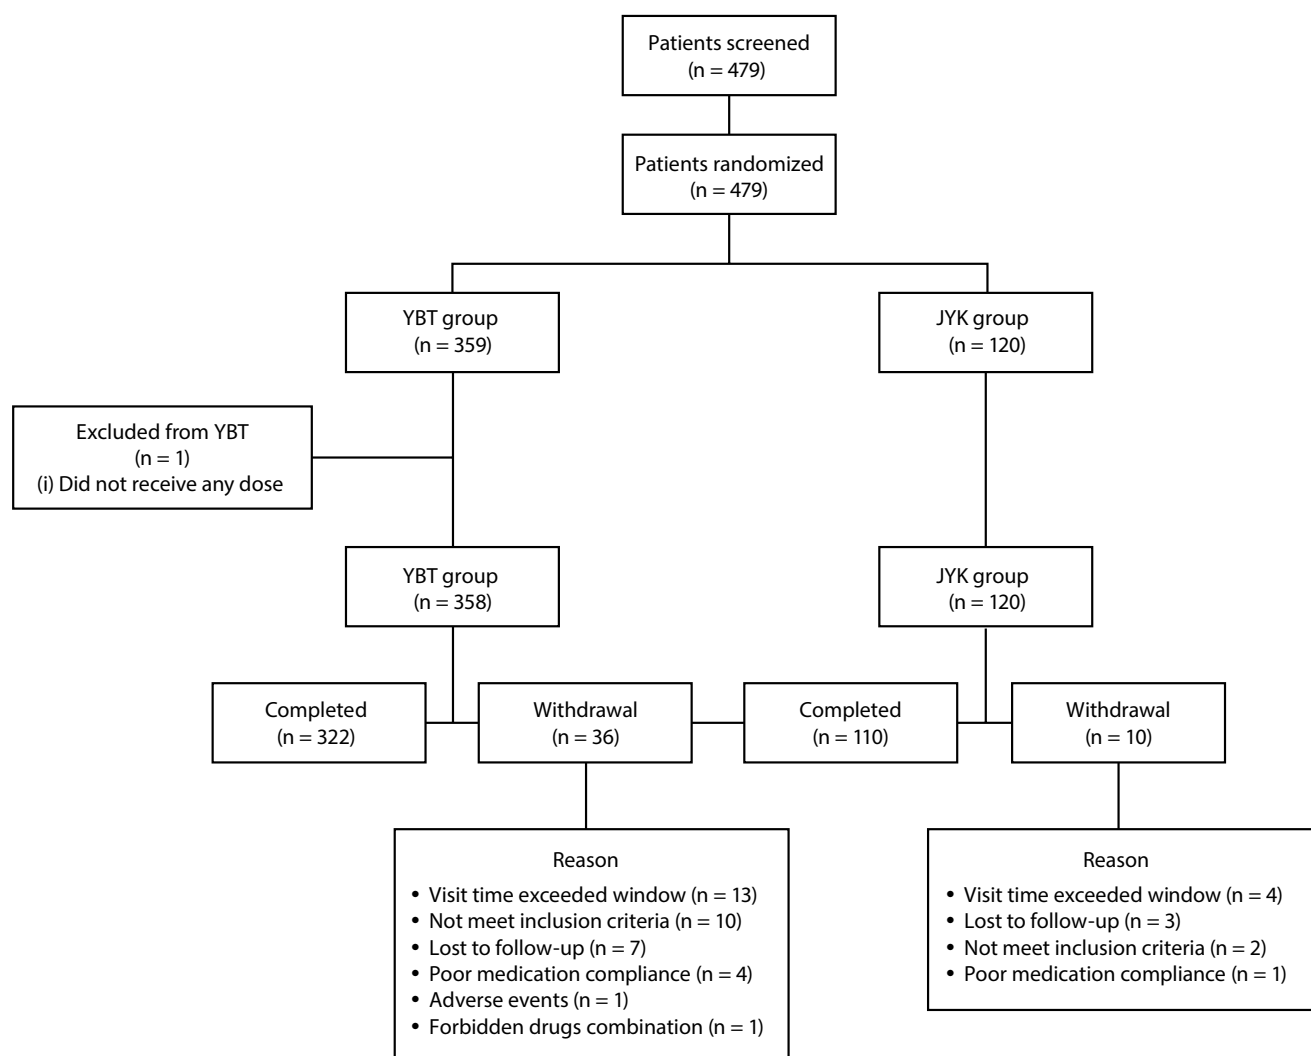 Patients screened
(n = 479)
Patients randomized
(n = 479)
YBT group
(n = 359)
JYK group
(n = 120)
Excluded from YBT
(n = 1)
(i) Did not receive any dose
YBT group
(n = 358)
JYK group
(n = 120)
Completed
(n = 322)
Withdrawal
(n = 36)
Completed
(n = 110)
Withdrawal
(n = 10)
Reason
• Visit time exceeded window (n = 13)
• Not meet inclusion criteria (n = 10)
• Lost to follow-up (n = 7)
• Poor medication compliance (n = 4)
• Adverse events (n = 1)
• Forbidden drugs combination (n = 1)
Reason
• Visit time exceeded window (n = 4)
• Lost to follow-up (n = 3)
• Not meet inclusion criteria (n = 2)
• Poor medication compliance (n = 1)